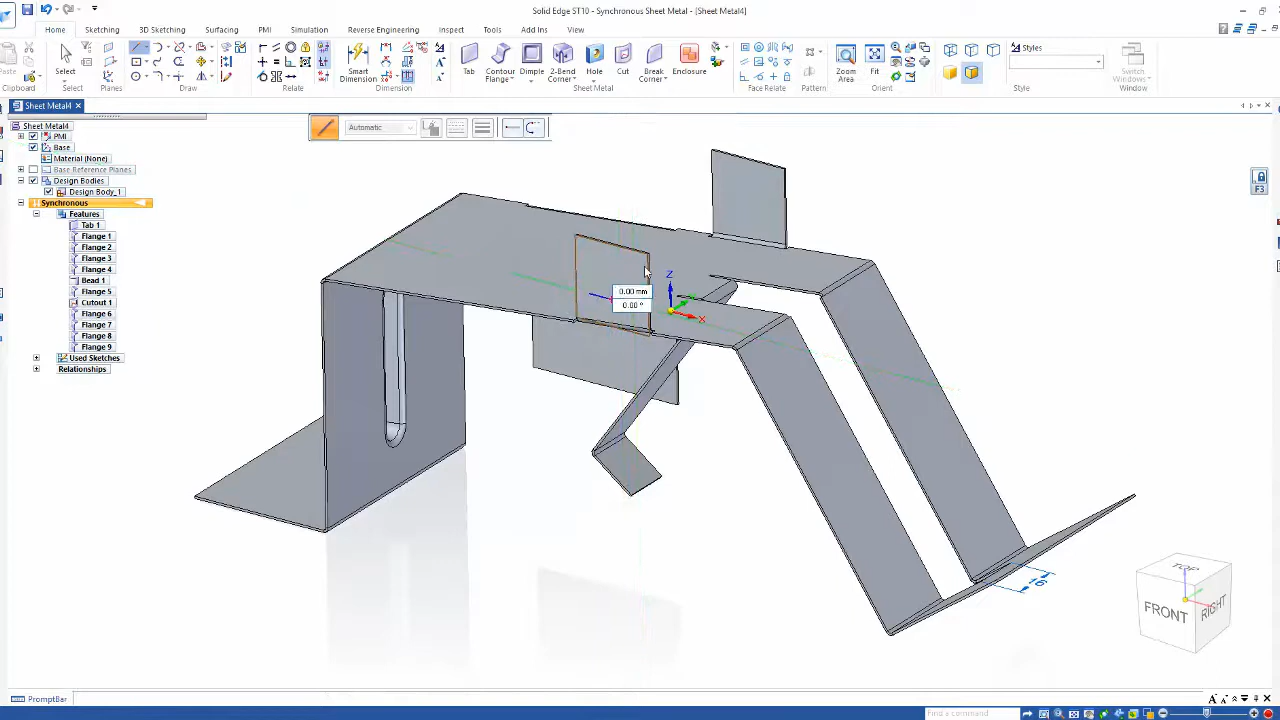 Solid Edge ST10 - Synchronous Sheet Metal - [Sheet Metal4]
Home Sketching 3D Sketching Surfacing PMI Simulation Reverse Engineering Inspect Tools Add Ins View
Paste Select Smart Dimension Tab Contour Flange Dimple 2-Bend Corner Hole Cut Break Corner Enclosure Zoom Area Fit Styles Switch Windows
Clipboard Select Planes Draw Relate Dimension Sheet Metal Face Relate Pattern Orient Style Window
Sheet Metal4
Automatic
Sheet Metal4
PMI
Base
Material (None)
Base Reference Planes
Design Bodies
Design_Body_1
Synchronous
Features
Tab 1
Flange 1
Flange 2
Flange 3
Flange 4
Bead 1
Flange 5
Cutout 1
Flange 6
Flange 7
Flange 8
Flange 9
Used Sketches
Relationships
F3
0.00 mm
0.00 °
Z
X
16
TOP
FRONT
RIGHT
PromptBar
Find a command